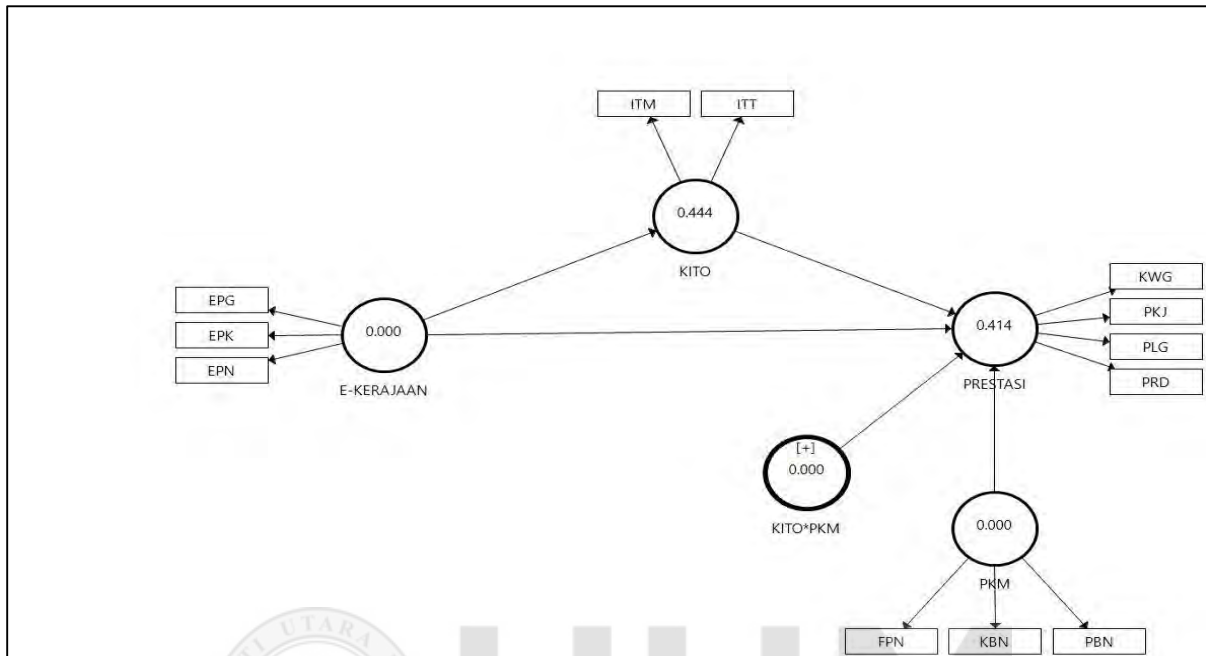 ITM ITT
0.444
KITO
EPG
EPK
EPN
0.000
E-KERAJAAN
KWG
PKJ
PLG
PRD
0.414
PRESTASI
[+]
0.000
KITO*PKM
0.000
PKM
FPN KBN PBN
UTARA